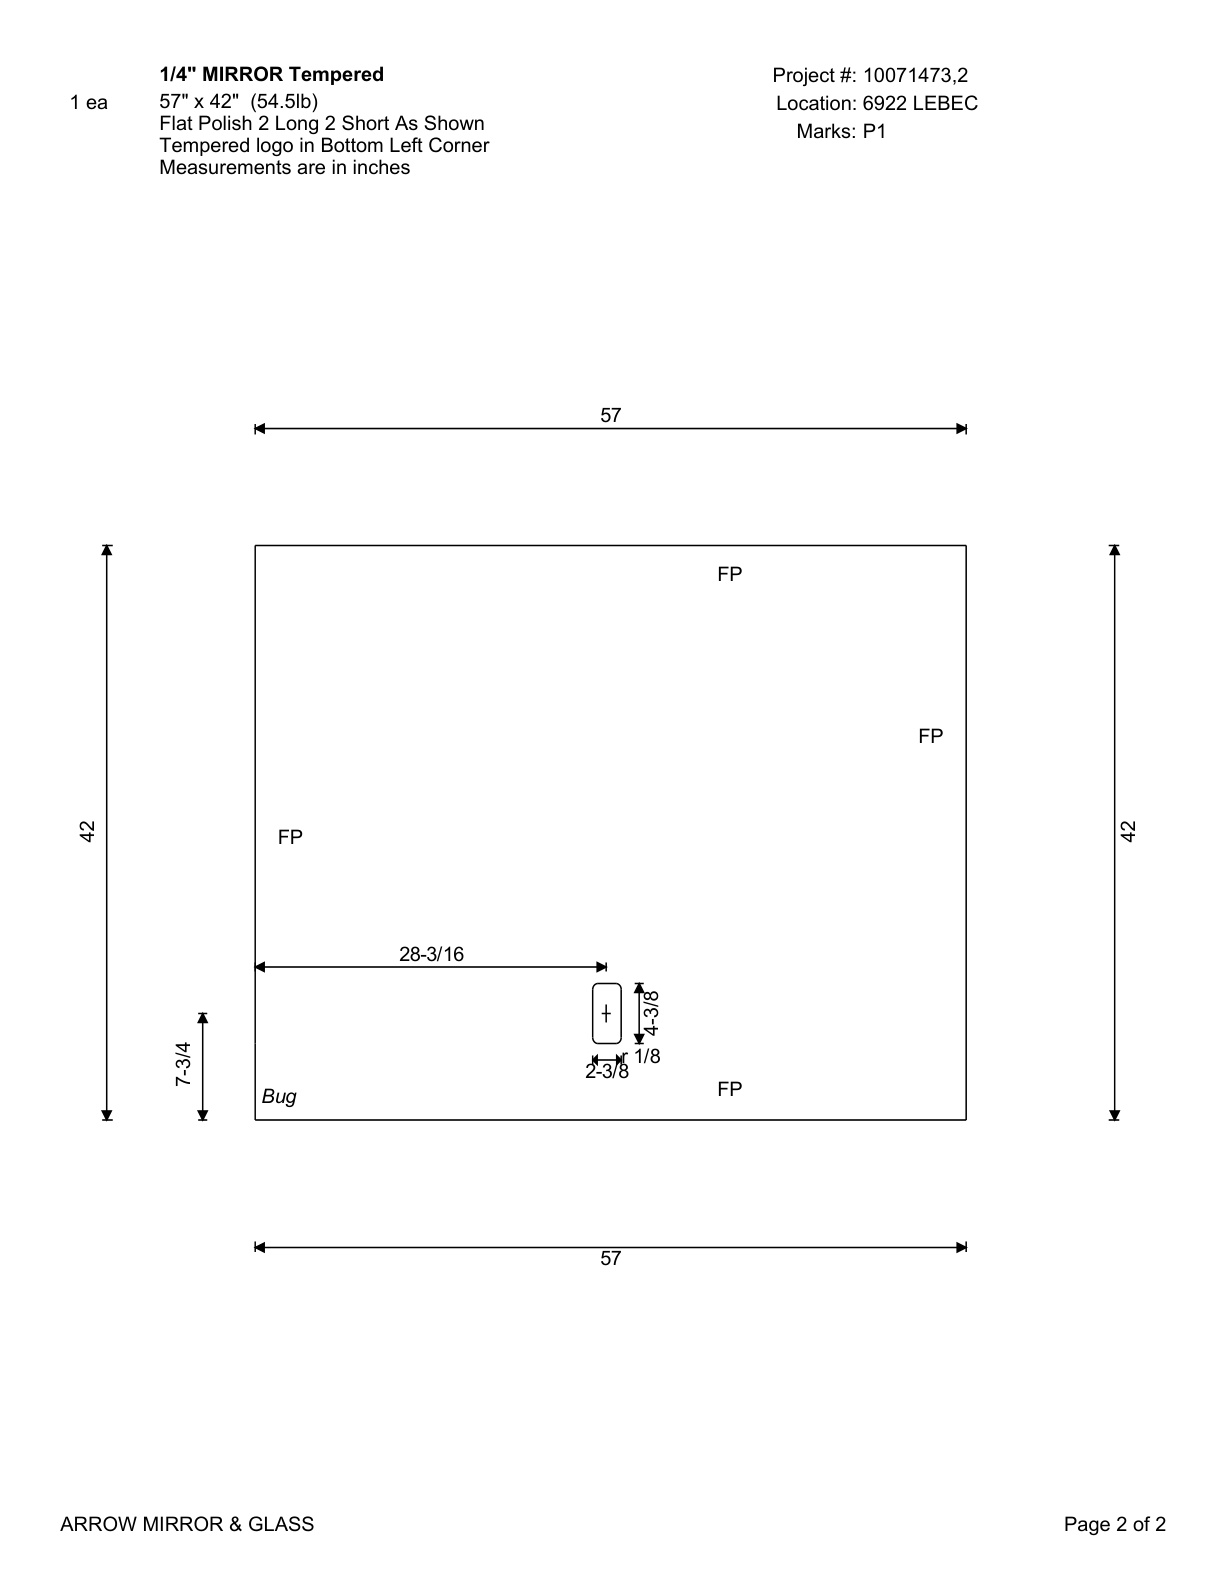 1/4" MIRROR Tempered
Project #: 10071473,2
1 ea
57" x 42"  (54.5lb)
Location: 6922 LEBEC
Flat Polish 2 Long 2 Short As Shown
Marks: P1
Tempered logo in Bottom Left Corner
Measurements are in inches
57
FP
FP
42
42
FP
28-3/16
4-3/8
7-3/4
r 1/8
2-3/8
FP
Bug
57
ARROW MIRROR & GLASS
Page 2 of 2